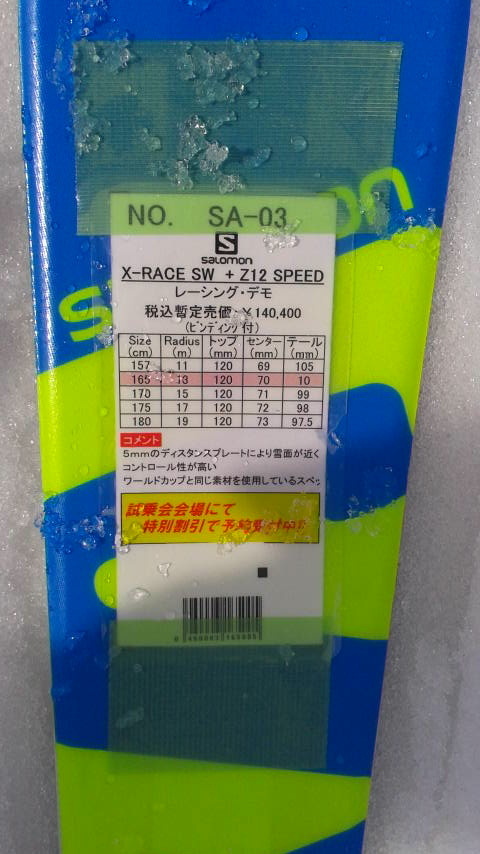 NO. SA-03
salomon
X-RACE SW + Z12 SPEED
レーシング・デモ
税込暫定売価 ¥140,400
(ビンディング付)
Size Radius トップ センター テール
(cm) (m) (mm) (mm) (mm)
157 11 120 69 105
165 13 120 70 10
170 15 120 71 99
175 17 120 72 98
180 19 120 73 97.5
コメント
5mmのディスタンスプレートにより雪面が近く
コントロール性が高い
ワールドカップと同じ素材を使用しているスペッ
試乗会会場にて
特別割引で予約受付中!!